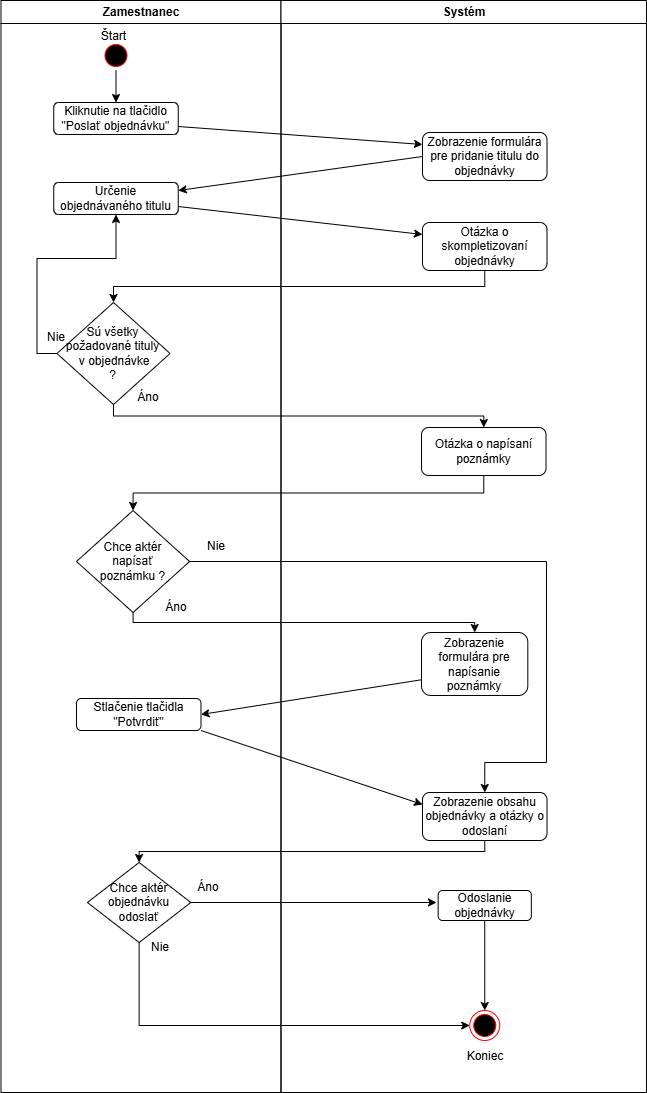 Zamestnanec
Systém
Štart
Kliknutie na tlačidlo
"Poslať objednávku"
Zobrazenie formulára
pre pridanie titulu do
objednávky
Určenie
objednávaného titulu
Otázka o
skompletizovaní
objednávky
Nie
Sú všetky
požadované tituly
v objednávke
?
Áno
Otázka o napísaní
poznámky
Chce aktér
napísať
poznámku ?
Nie
Áno
Zobrazenie
formulára pre
napísanie
poznámky
Stlačenie tlačidla
"Potvrdiť"
Zobrazenie obsahu
objednávky a otázky o
odoslaní
Chce aktér
objednávku
odoslať
Áno
Odoslanie
objednávky
Nie
Koniec